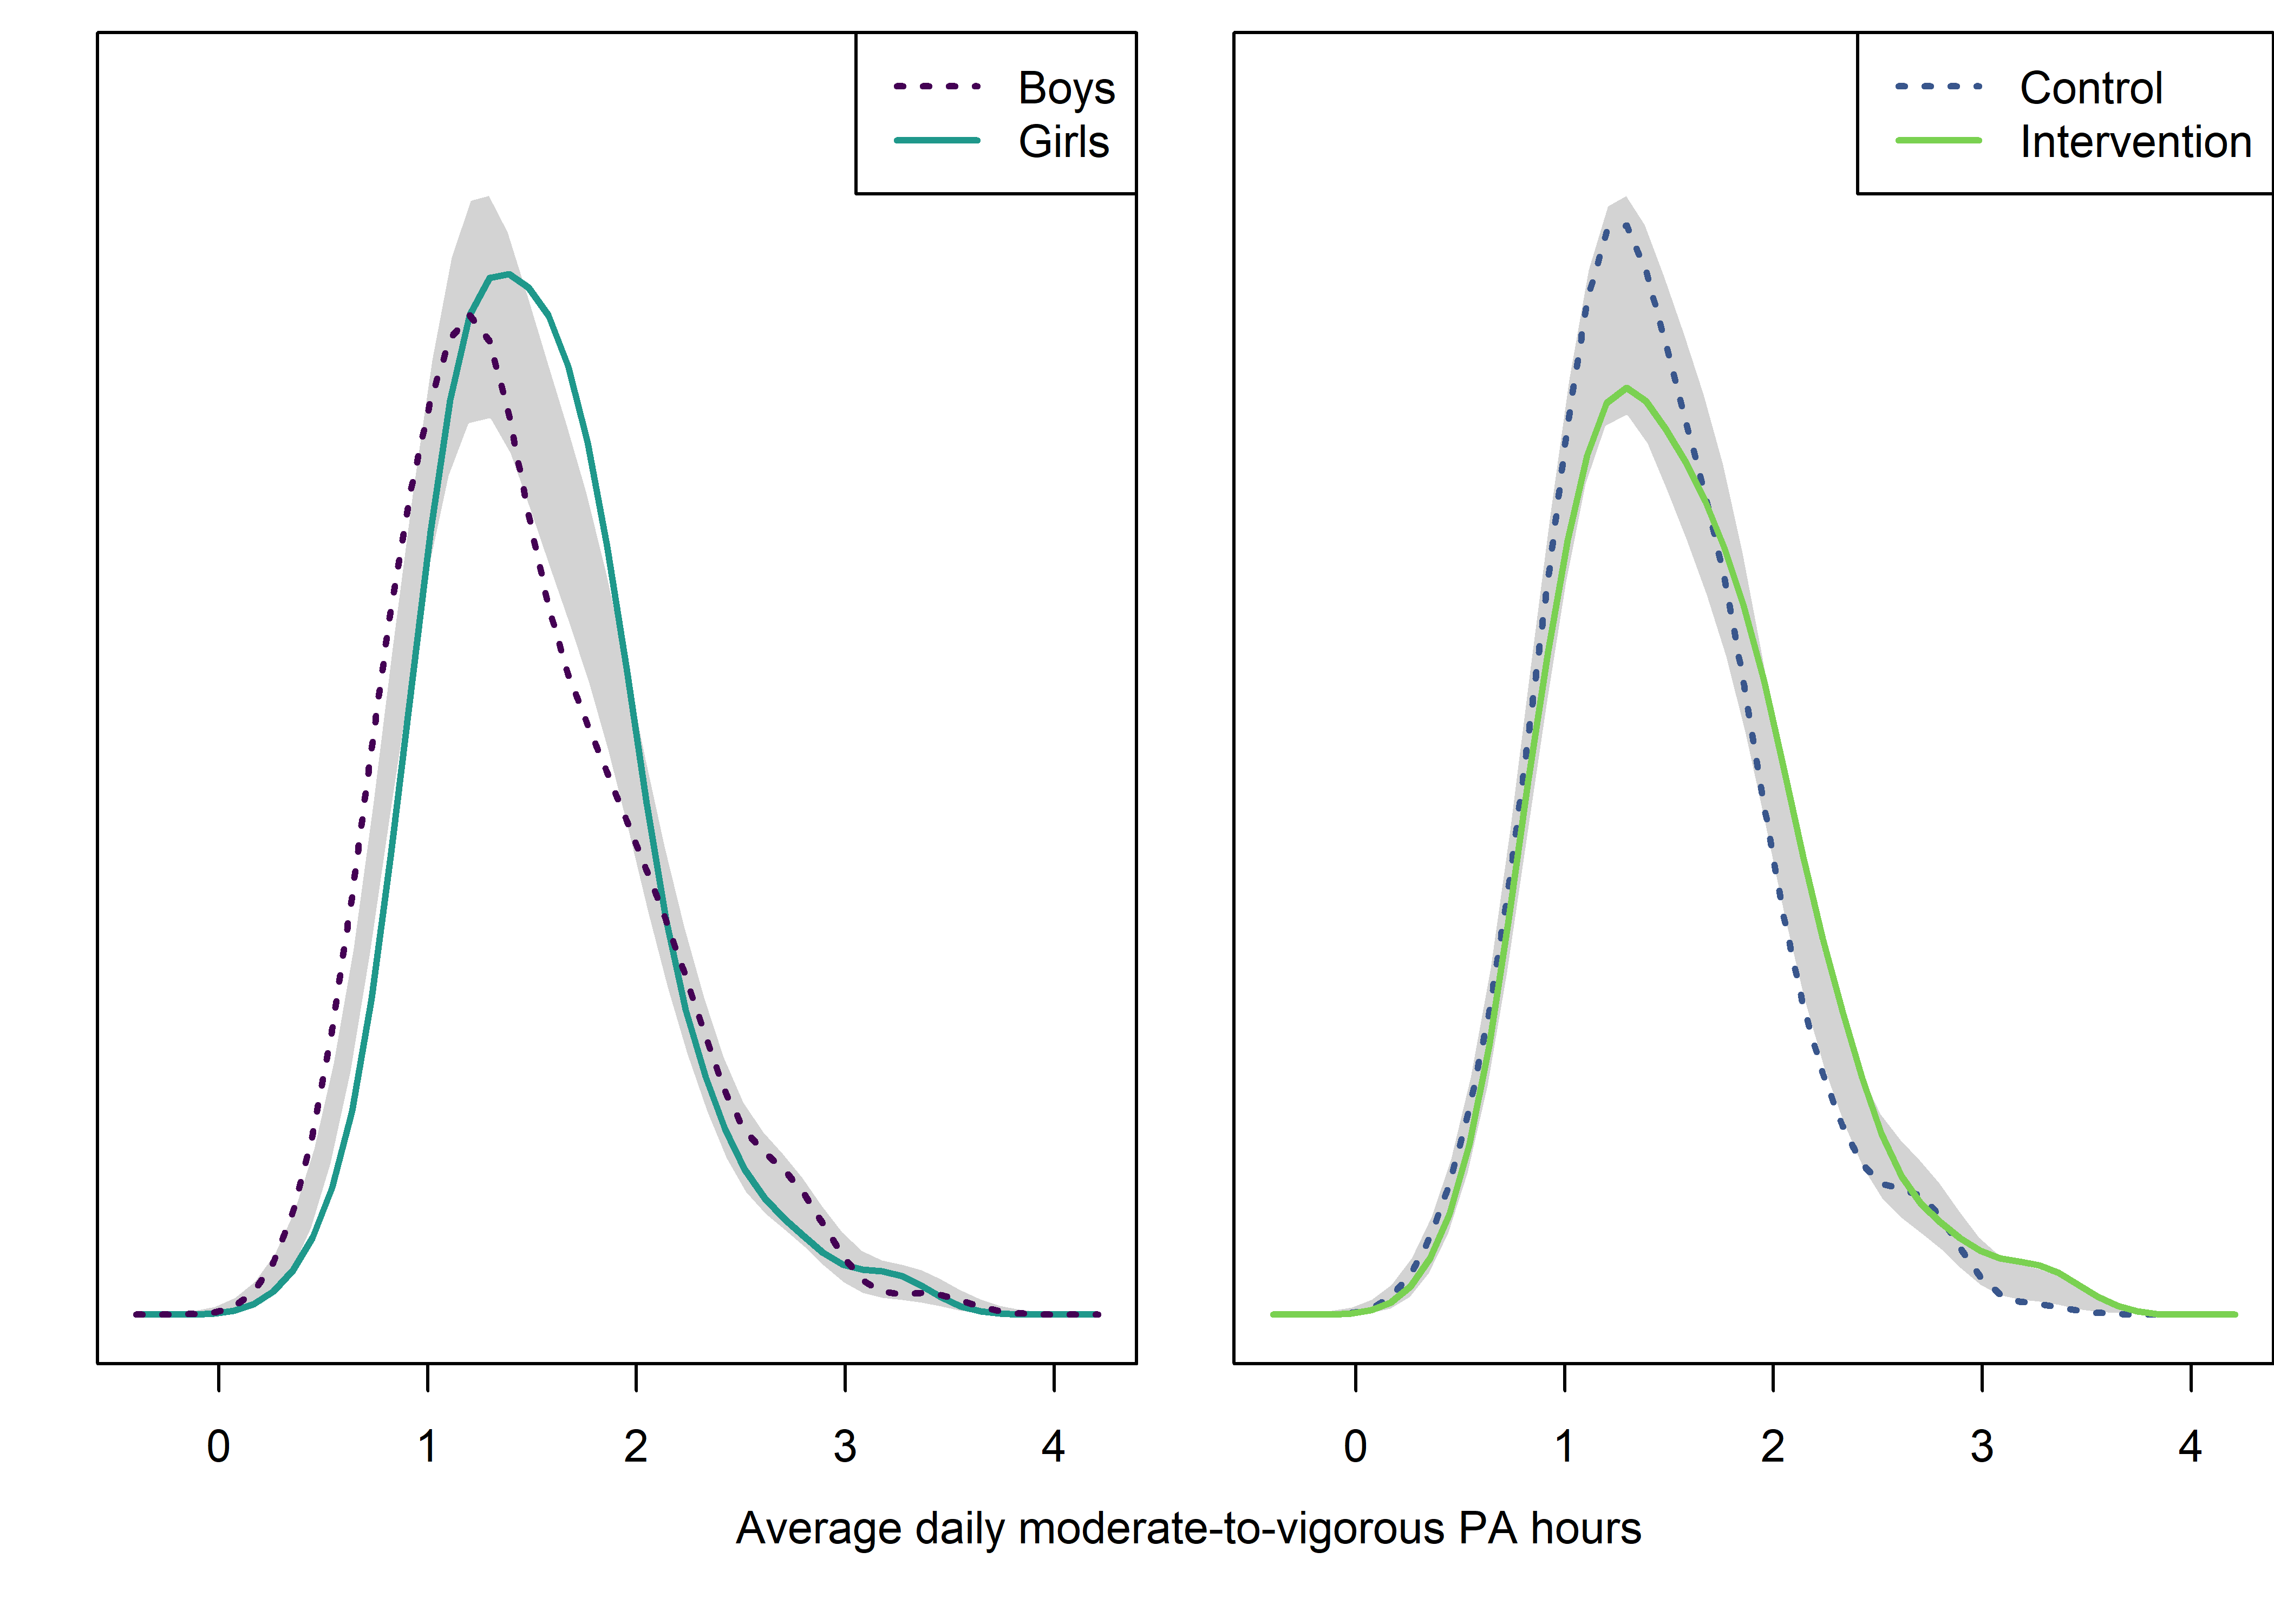 Boys
Girls
Control
Intervention
0 1 2 3 4
0 1 2 3 4
Average daily moderate-to-vigorous PA hours